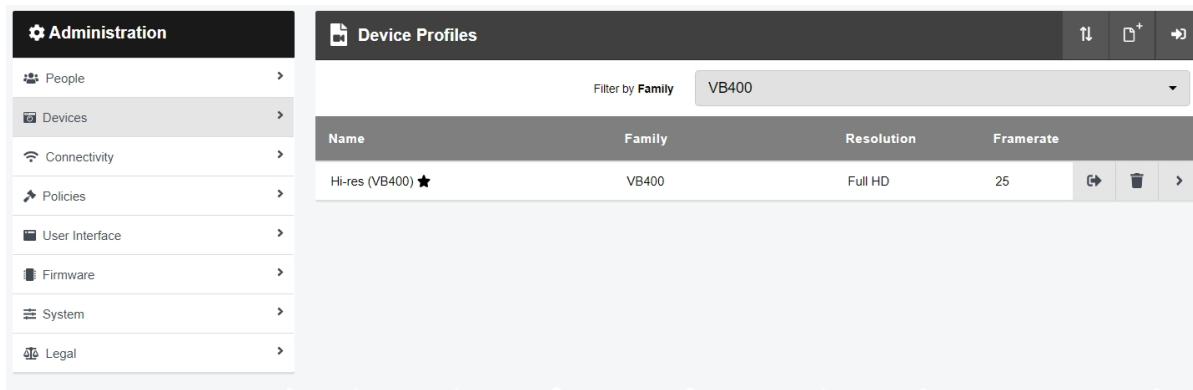 Administration
People
Devices
Connectivity
Policies
User Interface
Firmware
System
Legal
Device Profiles
Filter by Family VB400
Name Family Resolution Framerate
Hi-res (VB400) VB400 Full HD 25